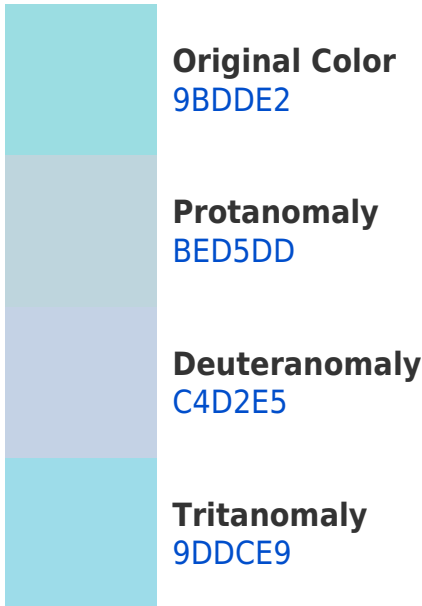 Original Color
9BDDE2
Protanomaly
BED5DD
Deuteranomaly
C4D2E5
Tritanomaly
9DDCE9